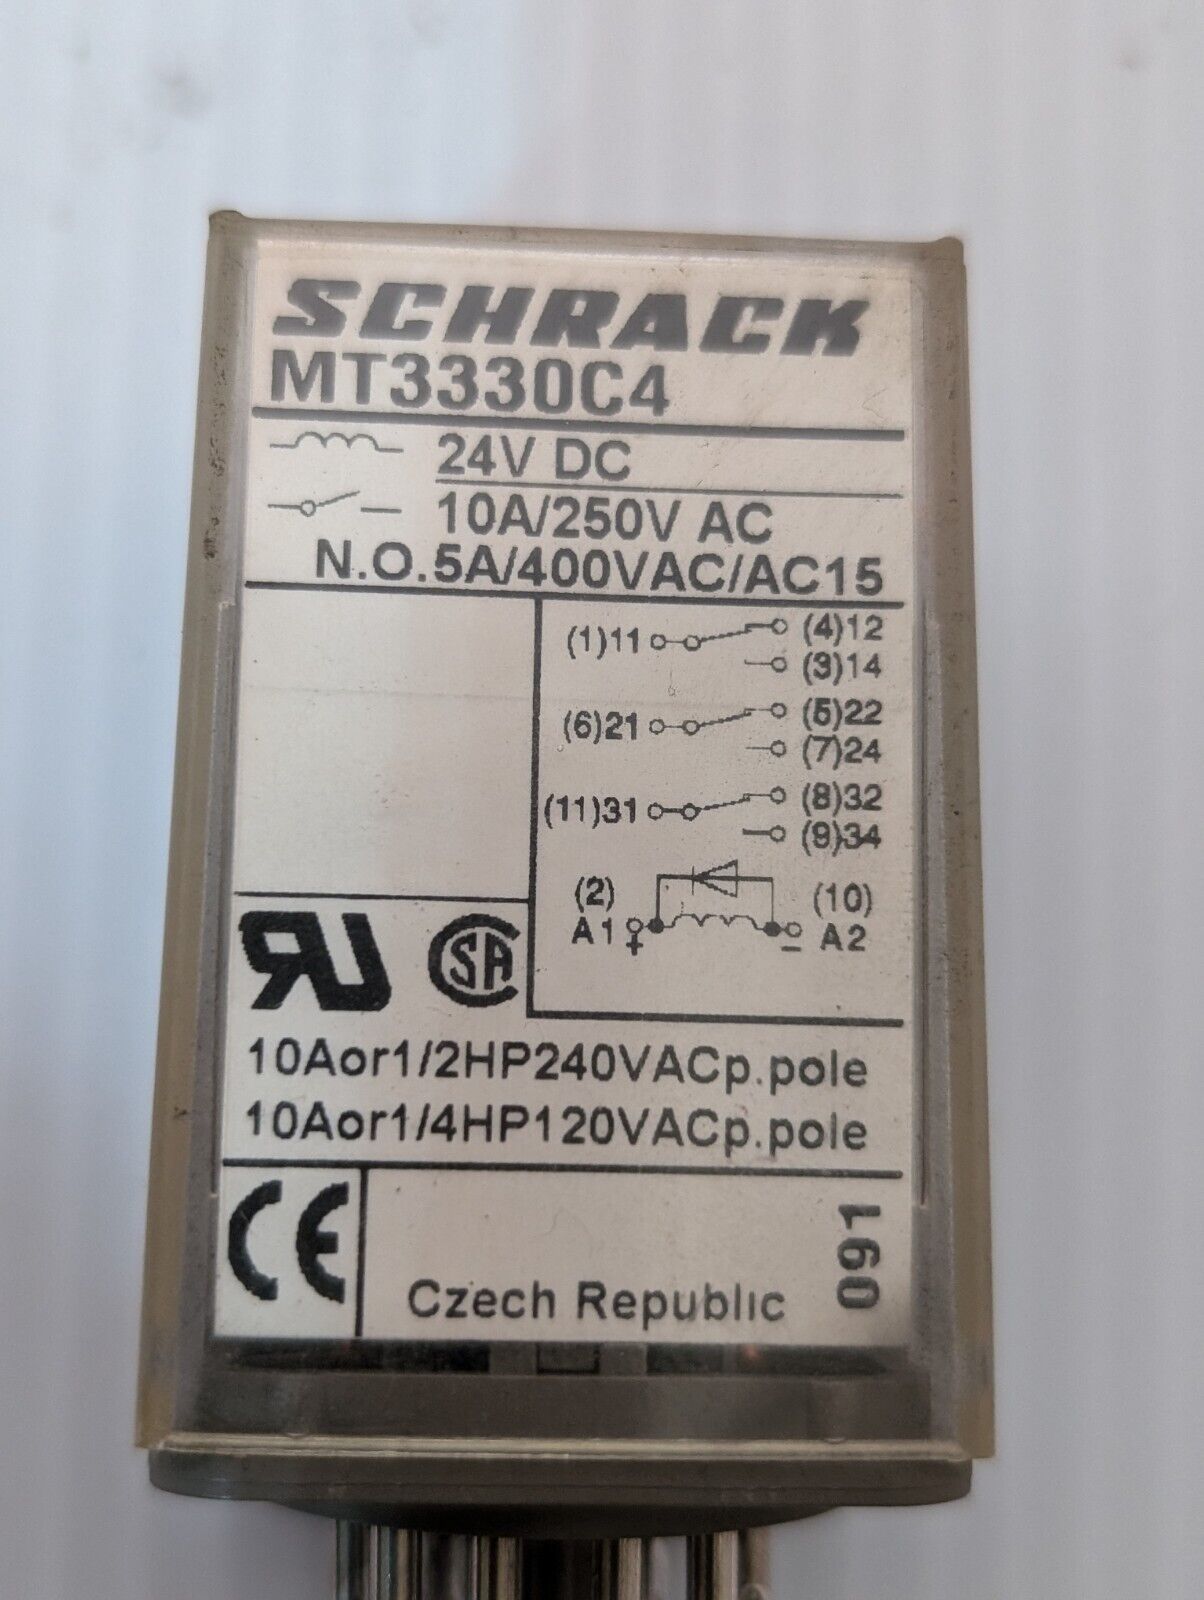 SCHRACK
MT3330C4
24V DC
10A/250V AC
N.O.5A/400VAC/AC15
(1)11 (4)12
(3)14
(6)21 (5)22
(7)24
(11)31 (8)32
(9)34
(2) (10)
A1 + - A2
RU CSA
10Aor1/2HP240VACp.pole
10Aor1/4HP120VACp.pole
CE
Czech Republic
091